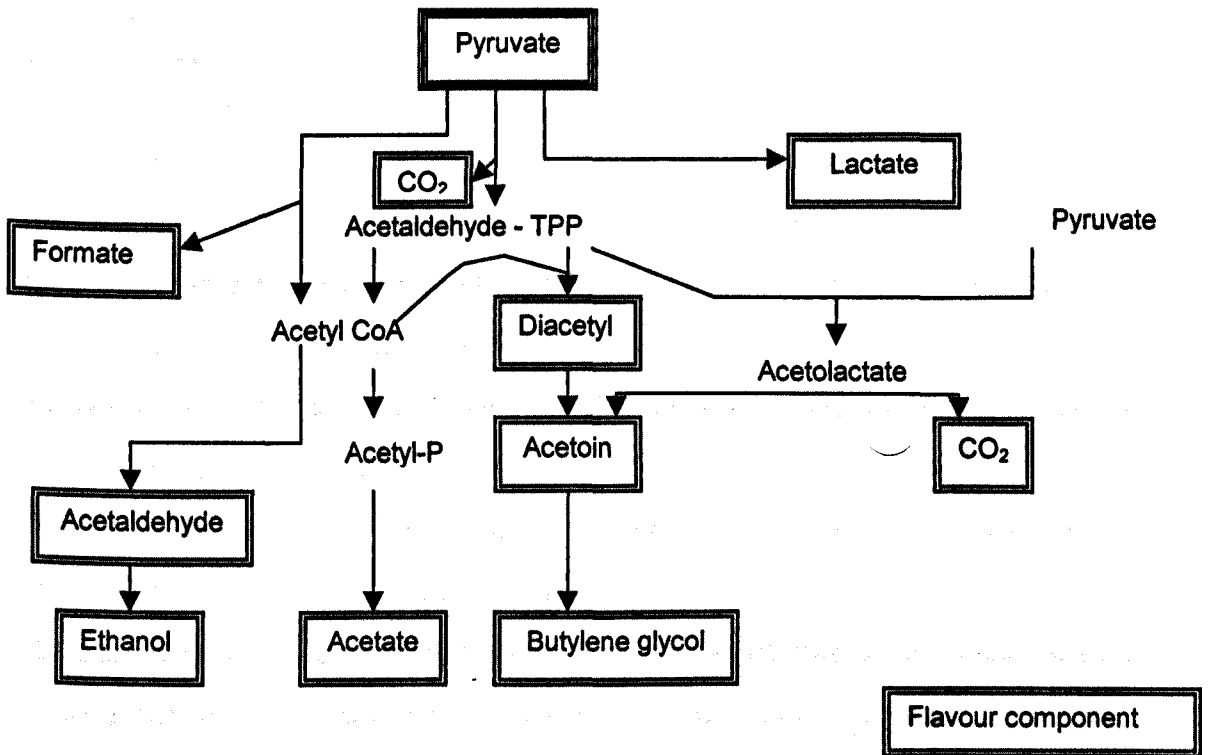 Pyruvate
CO₂
Lactate
Acetaldehyde - TPP
Pyruvate
Formate
Acetyl CoA
Diacetyl
Acetolactate
Acetyl-P
Acetoin
CO₂
Acetaldehyde
Ethanol
Acetate
Butylene glycol
Flavour component